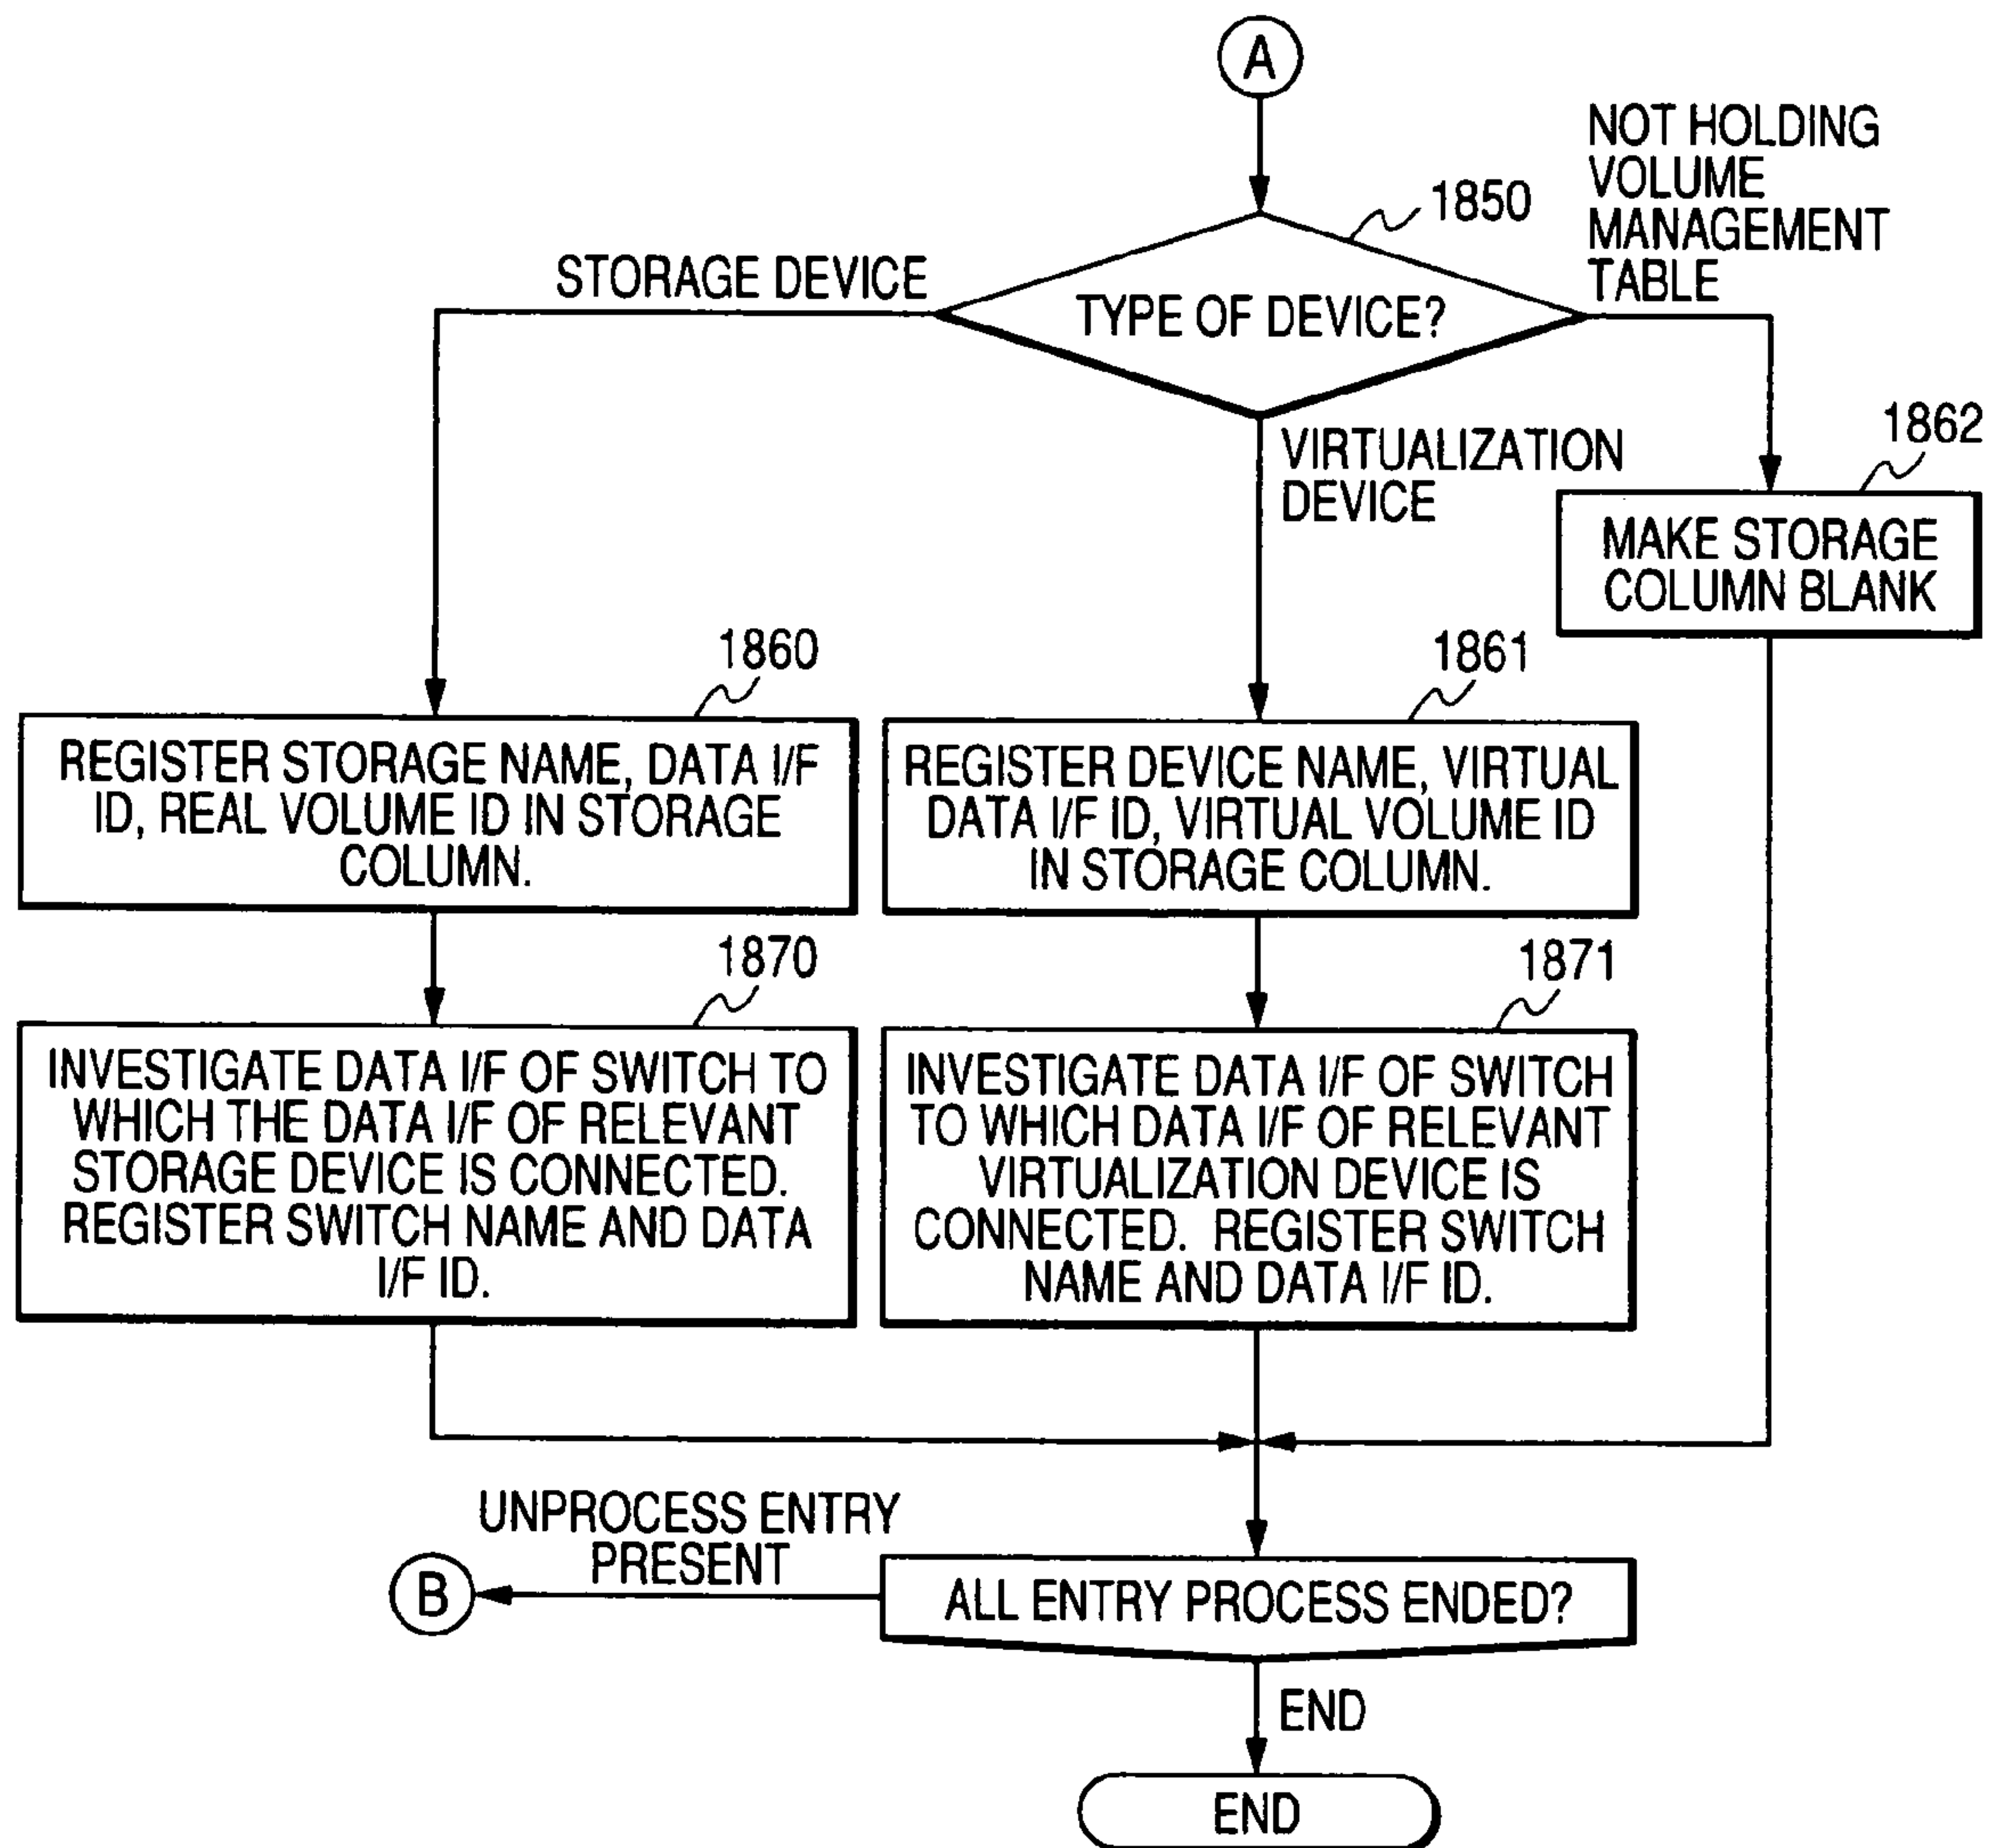 A
NOT HOLDING
VOLUME
MANAGEMENT
TABLE
1850
STORAGE DEVICE
TYPE OF DEVICE?
VIRTUALIZATION
DEVICE
1862
MAKE STORAGE
COLUMN BLANK
1860
REGISTER STORAGE NAME, DATA I/F
ID, REAL VOLUME ID IN STORAGE
COLUMN.
1861
REGISTER DEVICE NAME, VIRTUAL
DATA I/F ID, VIRTUAL VOLUME ID
IN STORAGE COLUMN.
1870
INVESTIGATE DATA I/F OF SWITCH TO
WHICH THE DATA I/F OF RELEVANT
STORAGE DEVICE IS CONNECTED.
REGISTER SWITCH NAME AND DATA
I/F ID.
1871
INVESTIGATE DATA I/F OF SWITCH
TO WHICH DATA I/F OF RELEVANT
VIRTUALIZATION DEVICE IS
CONNECTED. REGISTER SWITCH
NAME AND DATA I/F ID.
UNPROCESS ENTRY
PRESENT
B
ALL ENTRY PROCESS ENDED?
END
END